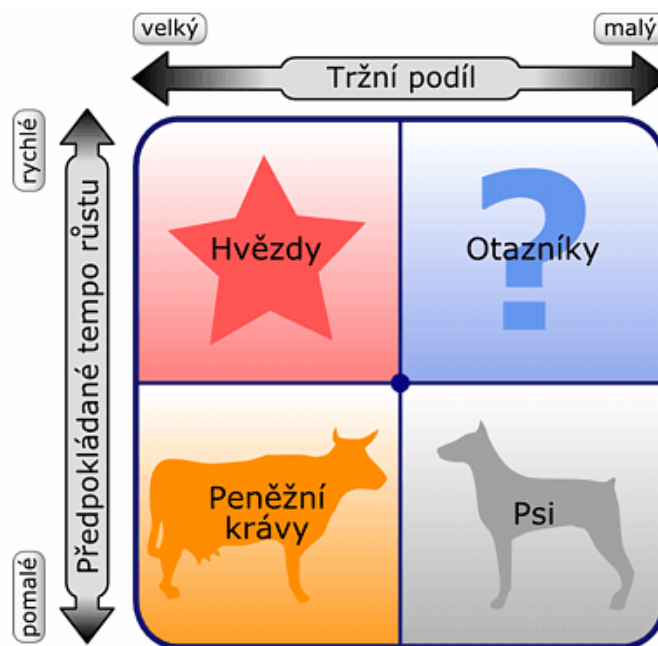 velký
malý
Tržní podíl
rychlé
Předpokládané tempo růstu
pomalé
Hvězdy
Otazníky
Peněžní
krávy
Psi